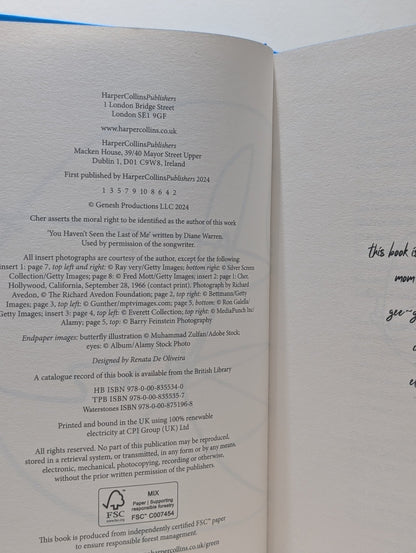 HarperCollinsPublishers
1 London Bridge Street
London SE1 9GF
www.harpercollins.co.uk
HarperCollinsPublishers
Macken House, 39/40 Mayor Street Upper
Dublin 1, D01 C9W8, Ireland
First published by HarperCollinsPublishers 2024
1 3 5 7 9 10 8 6 4 2
© Genesh Productions LLC 2024
Cher asserts the moral right to be identified as the author of this work
'You Haven't Seen the Last of Me' written by Diane Warren.
Used by permission of the songwriter.
All insert photographs are courtesy of the author, except for the following:
insert 1: page 7, top left and right: © Ray very/Getty Images; bottom right: © Silver Screen
Collection/Getty Images; page 8: © Fred Mott/Getty Images; insert 2: page 1: Cher,
Hollywood, California, September 28, 1966 (contact print). Photograph by Richard
Avedon, © The Richard Avedon Foundation; page 2, top right: © Bettmann/Getty
Images; page 3, top left: © Gunther/mptvimages.com; page 5, bottom: © Ron Galella/
Getty Images; insert 3: page 4, top left: © Everett Collection; top right: © MediaPunch Inc/
Alamy; page 5, top: © Barry Feinstein Photography
Endpaper images: butterfly illustration © Muhammad Zulfan/Adobe Stock;
eyes: © Album/Alamy Stock Photo
Designed by Renata De Oliveira
A catalogue record of this book is available from the British Library
HB ISBN 978-0-00-835534-0
TPB ISBN 978-0-00-835535-7
Waterstones ISBN 978-0-00-875196-8
Printed and bound in the UK using 100% renewable
electricity at CPI Group (UK) Ltd
All rights reserved. No part of this publication may be reproduced,
stored in a retrieval system, or transmitted, in any form or by any means,
electronic, mechanical, photocopying, recording or otherwise,
without the prior written permission of the publishers.
FSC
www.fsc.org
MIX
Paper | Supporting
responsible forestry
FSC™ C007454
This book is produced from independently certified FSC™ paper
to ensure responsible forest management.
harpercollins.co.uk/green
this book is
mom
gee~g